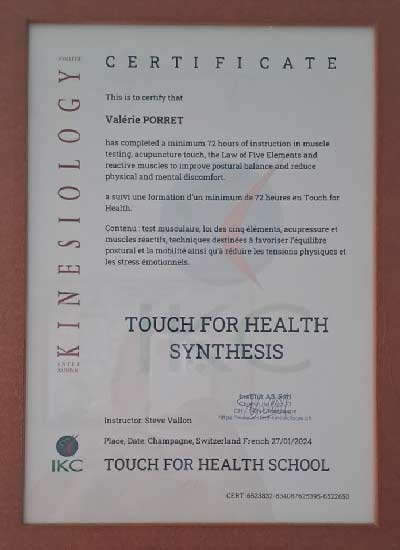 CERTIFICATE
KINESIOLOGY
COLLEGE
This is to certify that
Valérie PORRET
has completed a minimum 72 hours of instruction in muscle
testing, acupuncture touch, the Law of Five Elements and
reactive muscles to improve postural balance and reduce
physical and mental discomfort.
a suivi une formation d'un minimum de 72 heures en Touch for
Health.
Contenu : test musculaire, loi des cinq éléments, acupressure et
muscles réactifs, techniques destinées à favoriser l'équilibre
postural et la mobilité ainsi qu'à réduire les tensions physiques et
les stress émotionnels.
IKC
TOUCH FOR HEALTH
SYNTHESIS
Instructor: Steve Vallon
Place, Date: Champagne, Switzerland French 27/01/2024
IKC
TOUCH FOR HEALTH SCHOOL